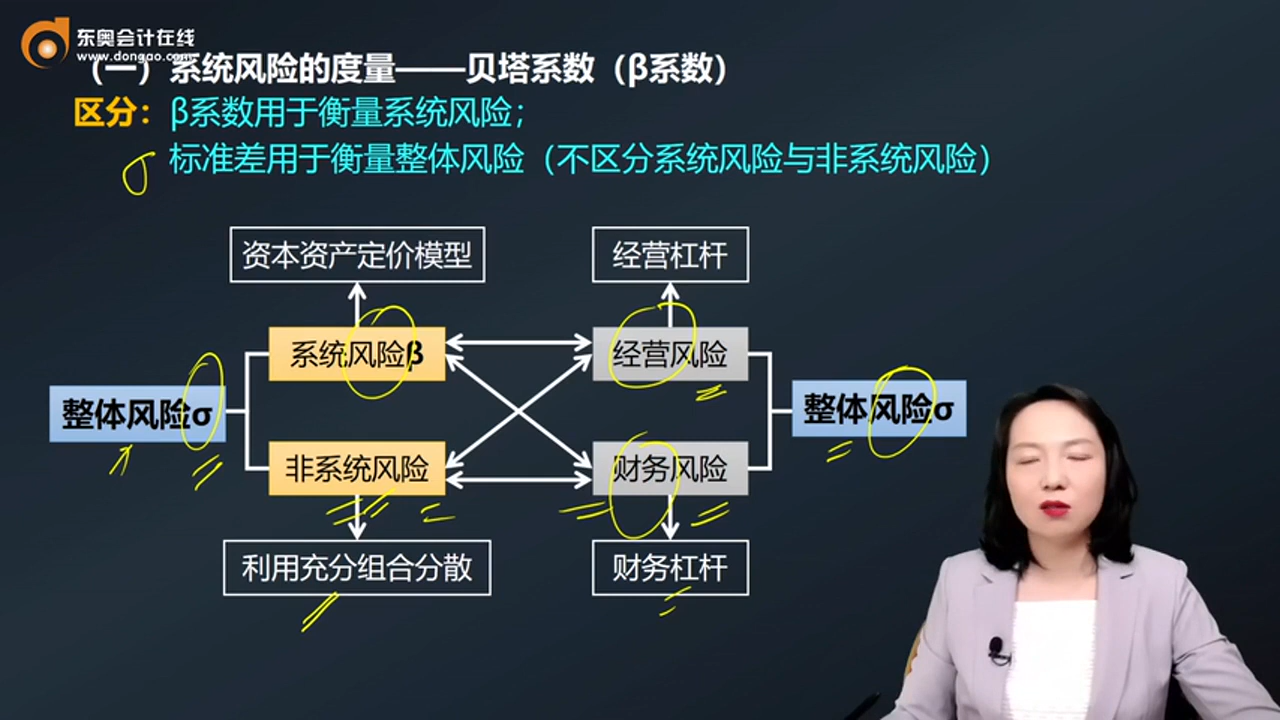 东奥会计在线
www.dongao.com
（一）系统风险的度量——贝塔系数（β系数）
区分：β系数用于衡量系统风险；
σ 标准差用于衡量整体风险（不区分系统风险与非系统风险）
资本资产定价模型
经营杠杆
系统风险β
经营风险
整体风险σ
整体风险σ
非系统风险
财务风险
利用充分组合分散
财务杠杆